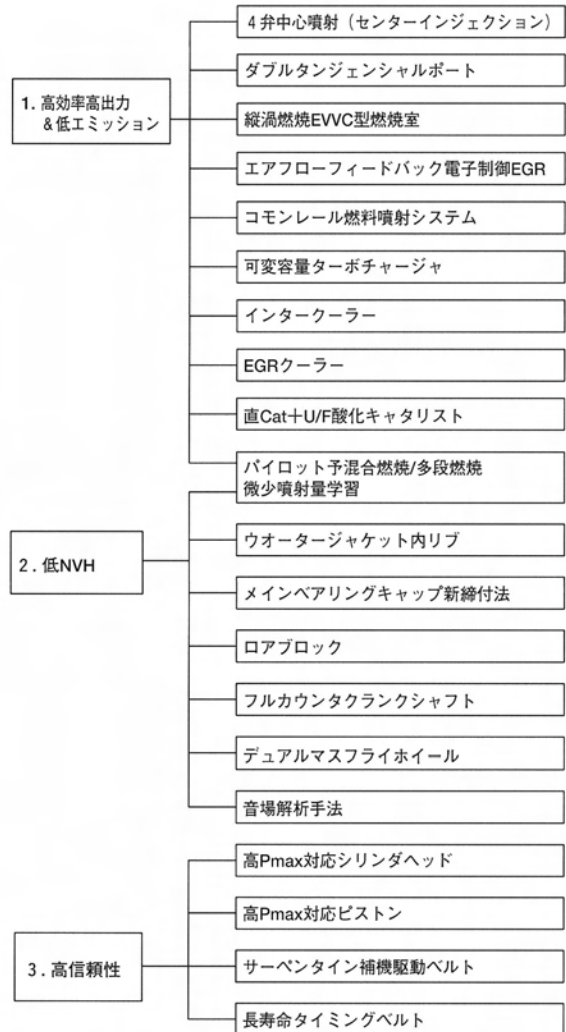 1. 高効率高出力
＆低エミッション
4弁中心噴射（センターインジェクション）
ダブルタンジェンシャルポート
縦渦燃焼EVVC型燃焼室
エアフローフィードバック電子制御EGR
コモンレール燃料噴射システム
可変容量ターボチャージャ
インタークーラー
EGRクーラー
直Cat＋U/F酸化キャタリスト
パイロット予混合燃焼/多段燃焼
微少噴射量学習
2. 低NVH
ウオータージャケット内リブ
メインベアリングキャップ新締付法
ロアブロック
フルカウンタクランクシャフト
デュアルマスフライホイール
音場解析手法
3. 高信頼性
高Pmax対応シリンダヘッド
高Pmax対応ピストン
サーペンタイン補機駆動ベルト
長寿命タイミングベルト